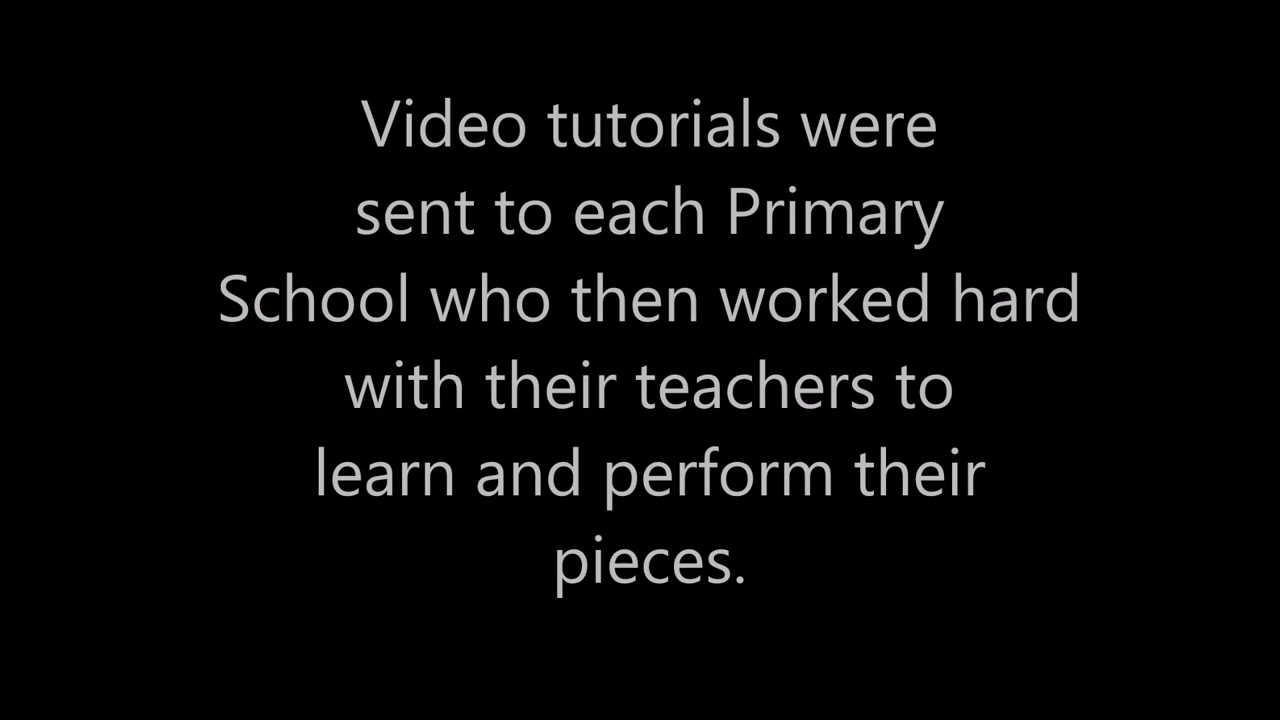 Video tutorials were
sent to each Primary
School who then worked hard
with their teachers to
learn and perform their
pieces.